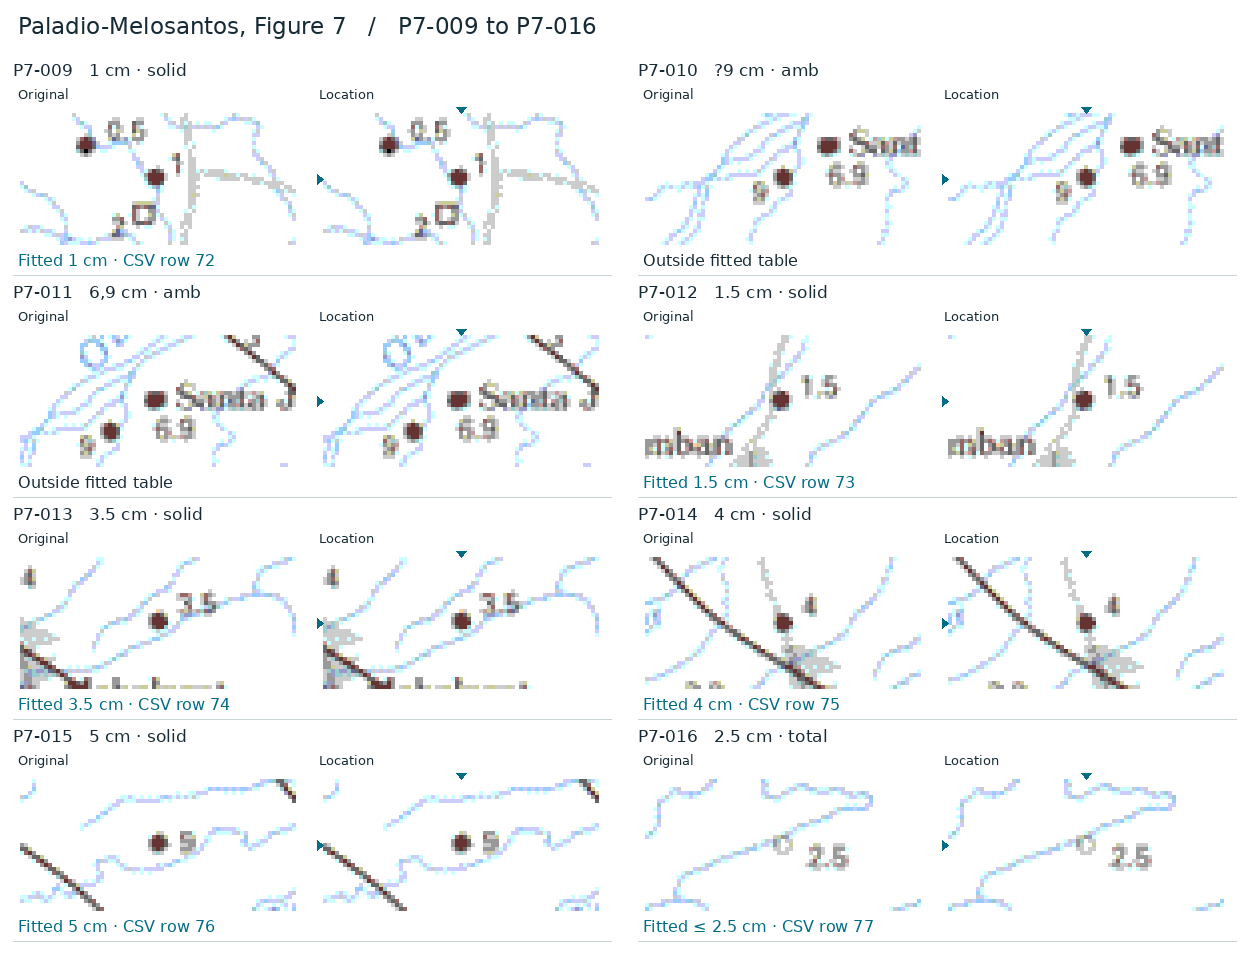 Paladio-Melosantos, Figure 7 / P7-009 to P7-016
P7-009 1 cm · solid
Original
Location
0.5
1
2
0.5
1
2
Fitted 1 cm · CSV row 72
P7-010 ?9 cm · amb
Original
Location
Sant
6.9
9
Sant
6.9
9
Outside fitted table
P7-011 6,9 cm · amb
Original
Location
Santa J
6.9
9
Santa J
6.9
9
Outside fitted table
P7-012 1.5 cm · solid
Original
Location
1.5
mban
1.5
mban
Fitted 1.5 cm · CSV row 73
P7-013 3.5 cm · solid
Original
Location
4
3.5
4
3.5
Fitted 3.5 cm · CSV row 74
P7-014 4 cm · solid
Original
Location
4
4
Fitted 4 cm · CSV row 75
P7-015 5 cm · solid
Original
Location
5
5
Fitted 5 cm · CSV row 76
P7-016 2.5 cm · total
Original
Location
2.5
2.5
Fitted ≤ 2.5 cm · CSV row 77